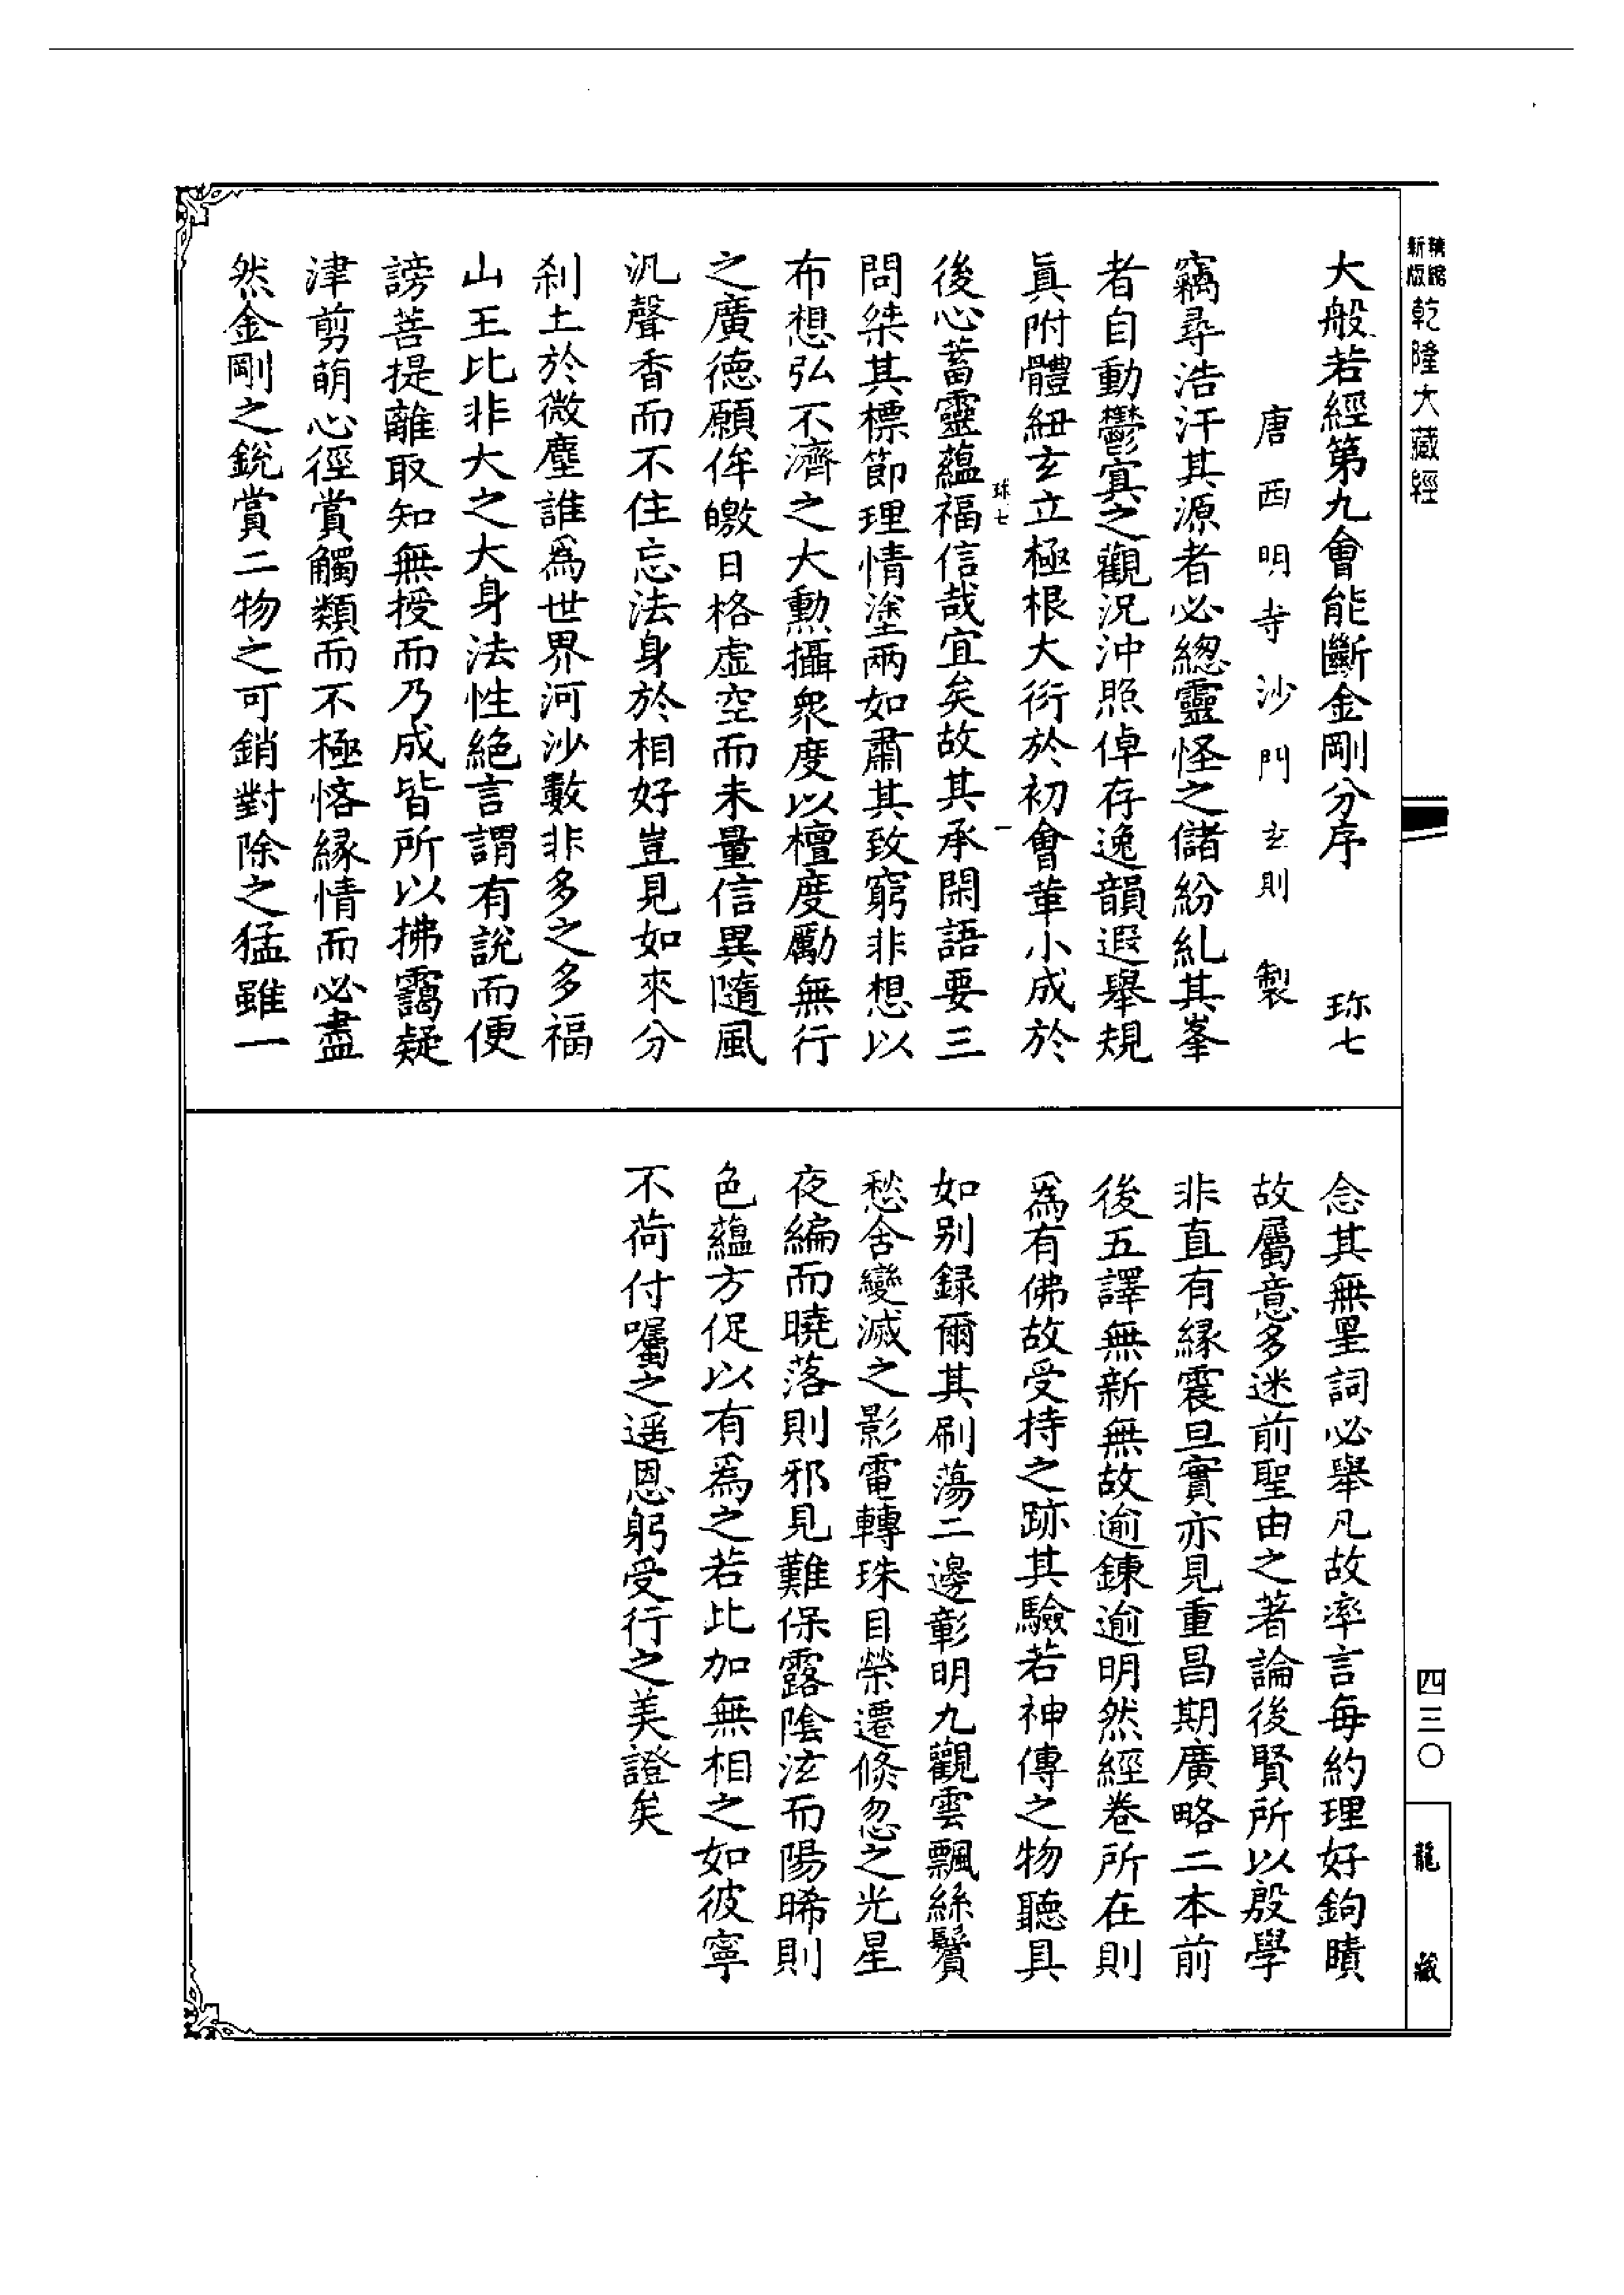 新版
精縮
乾隆大藏經
大般若經第九會能斷金剛分序 珎七
唐西明寺沙門玄則 製
竊尋浩汗其源者必緫靈怪之儲紛糺其峯
者自動鬱寘之觀況沖照倬存逸韻遐舉規
眞附體紐玄立極根大衍於初會革小成於
珎七 一
後心蓄靈蘊福信哉宜矣故其承閑語要三
問桀其標節理情塗兩如肅其致窮非想以
布想弘不濟之大勲攝衆度以檀度勵無行
之廣德願侔皦日格虛空而未量信異隨風
汎聲香而不住忘法身於相好豈見如來分
剎土於微塵誰爲世界河沙數非多之多福
山王比非大之大身法性絕言謂有說而便
謗菩提離取知無授而乃成皆所以拂靄疑
津剪萌心徑賞觸類而不極悋緣情而必盡
然金剛之銳賞二物之可銷對除之猛雖一
念其無罣詞必舉凡故率言每約理好鉤賾
故屬意多迷前聖由之著論後賢所以殷學
非直有緣震旦實亦見重昌期廣略二本前
後五譯無新無故逾鍊逾明然經卷所在則
爲有佛故受持之跡其驗若神傳之物聽具
如別錄爾其刷蕩二邊彰明九觀雲飄絲鬢
愁含變滅之影電轉珠目榮遷倏忽之光星
夜編而曉落則邪見難保露陰泫而陽晞則
色蘊方促以有爲之若此加無相之如彼寧
不荷付囑之遥恩躬受行之美證矣
四三〇
龍 藏